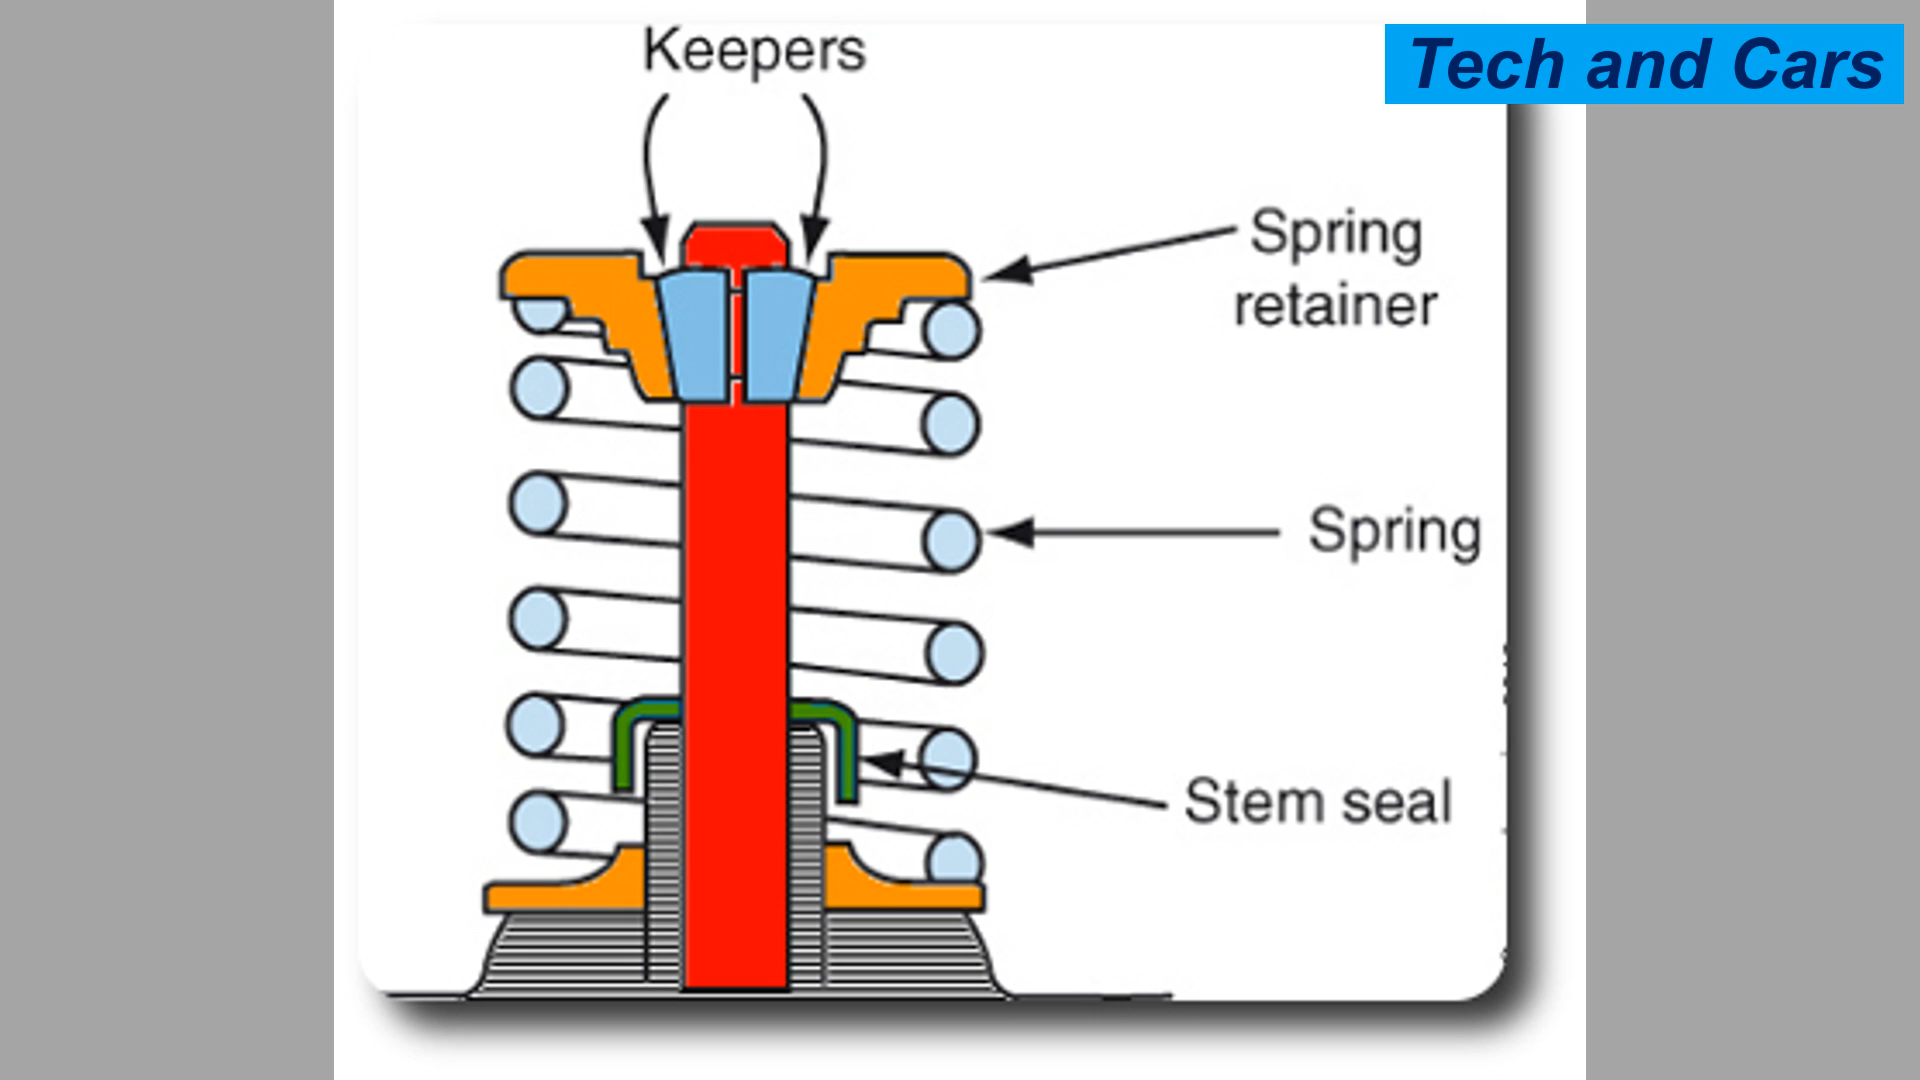 Keepers
Tech and Cars
Spring
retainer
Spring
Stem seal